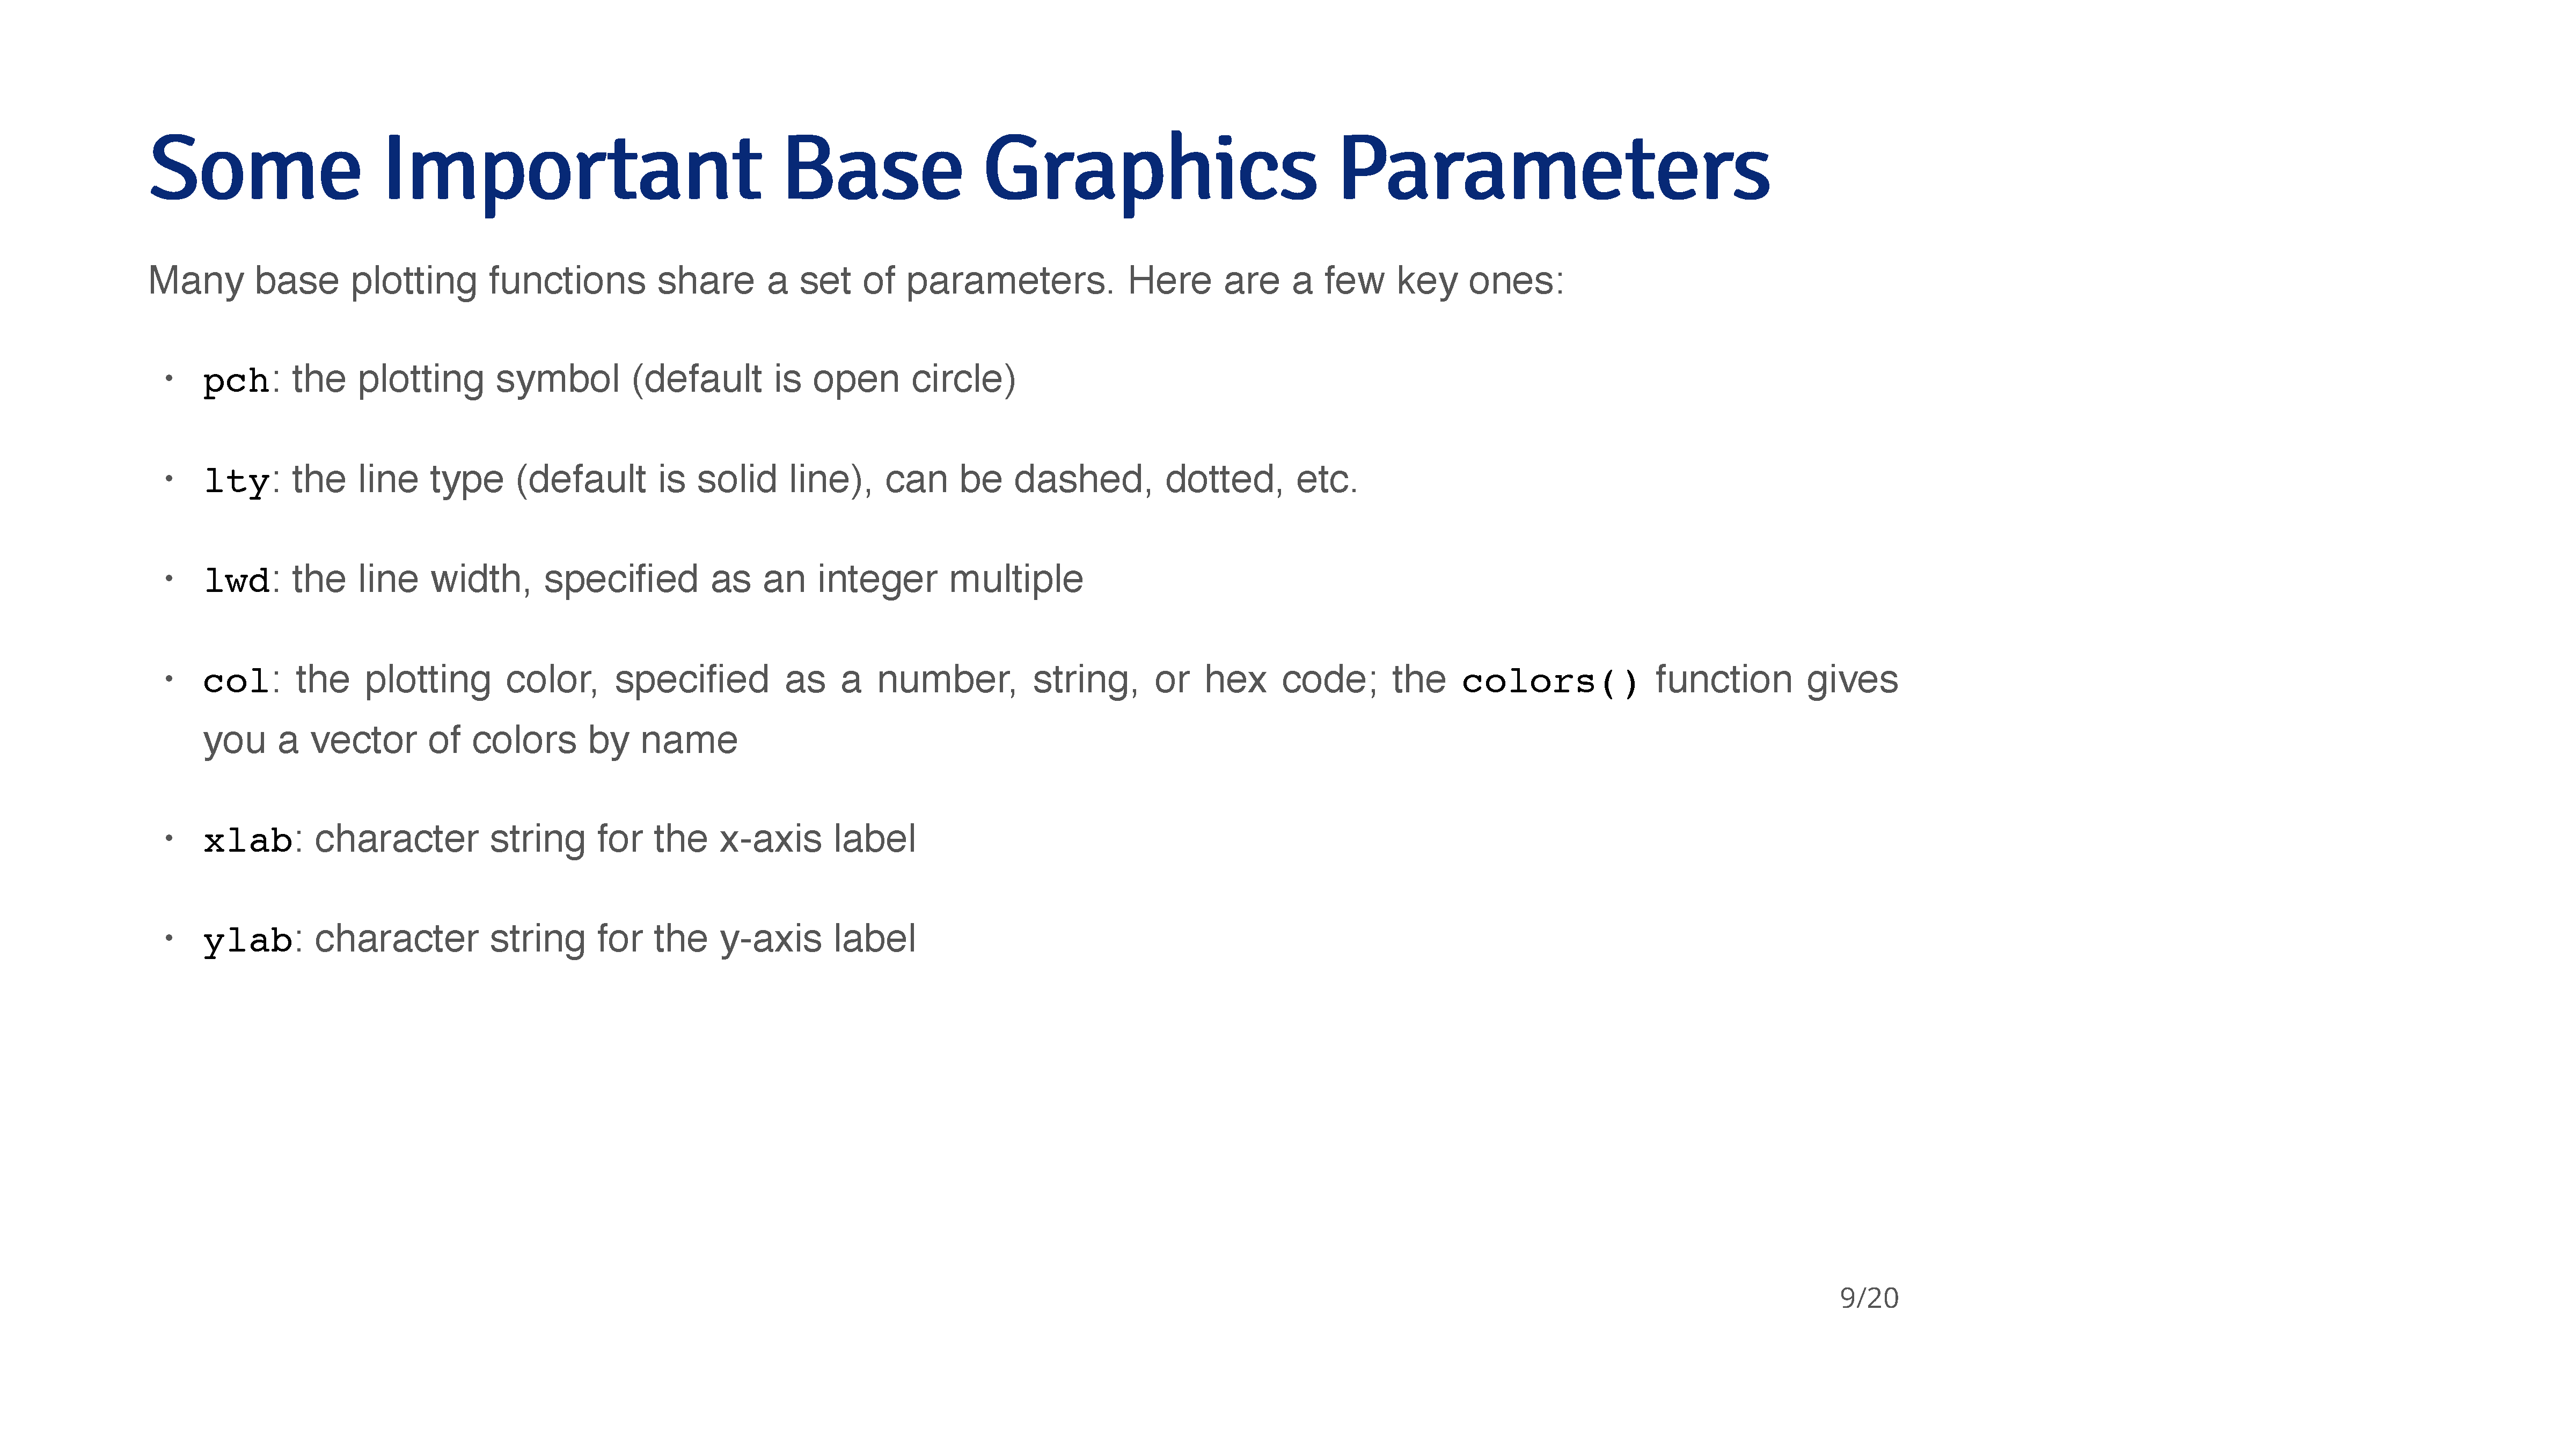 Some Important Base Graphics Parameters
Many base plotting functions share a set of parameters. Here are a few key ones:
· pch: the plotting symbol (default is open circle)
· lty: the line type (default is solid line), can be dashed, dotted, etc.
· lwd: the line width, specified as an integer multiple
· col: the plotting color, specified as a number, string, or hex code; the colors() function gives
you a vector of colors by name
· xlab: character string for the x-axis label
· ylab: character string for the y-axis label
9/20